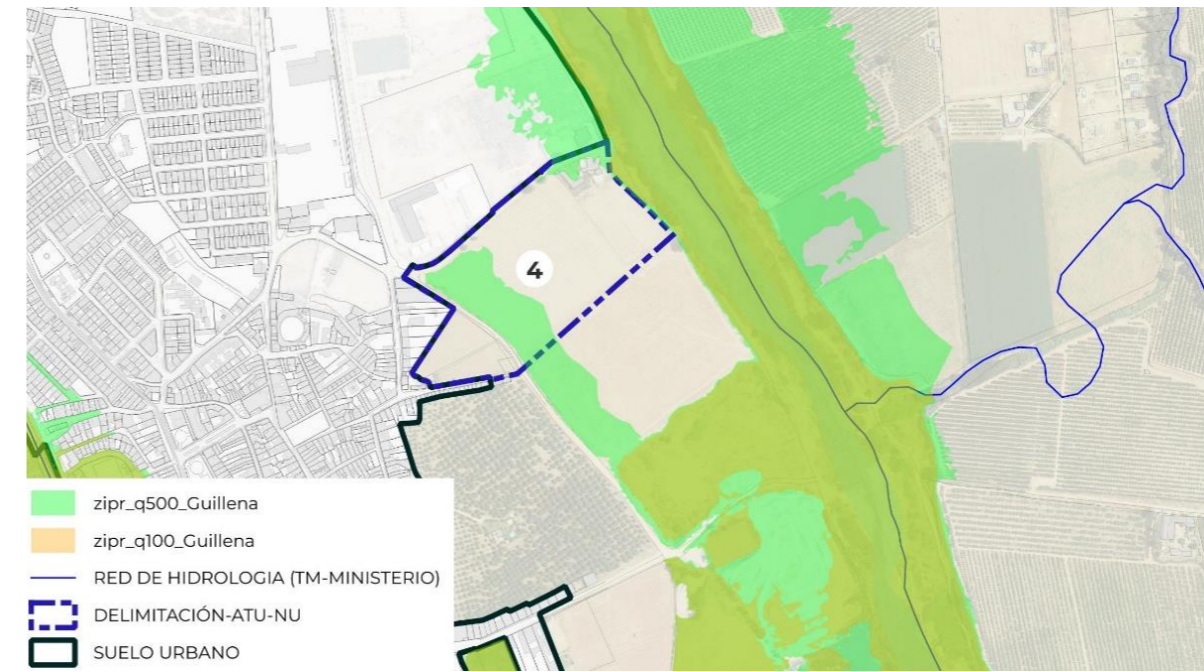 4
zipr_q500_Guillena
zipr_q100_Guillena
RED DE HIDROLOGIA (TM-MINISTERIO)
DELIMITACIÓN-ATU-NU
SUELO URBANO